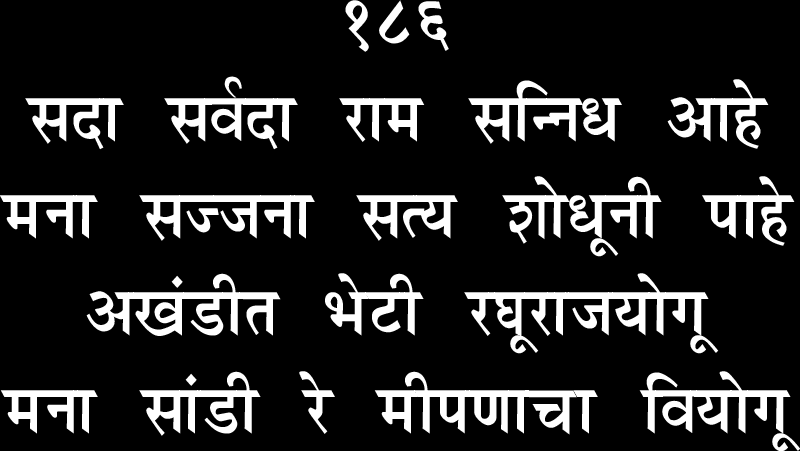 १८६
सदा सर्वदा राम सन्निध आहे
मना सज्जना सत्य शोधूनी पाहे
अखंडीत भेटी रघूराजयोगू
मना सांडी रे मीपणाचा वियोगू